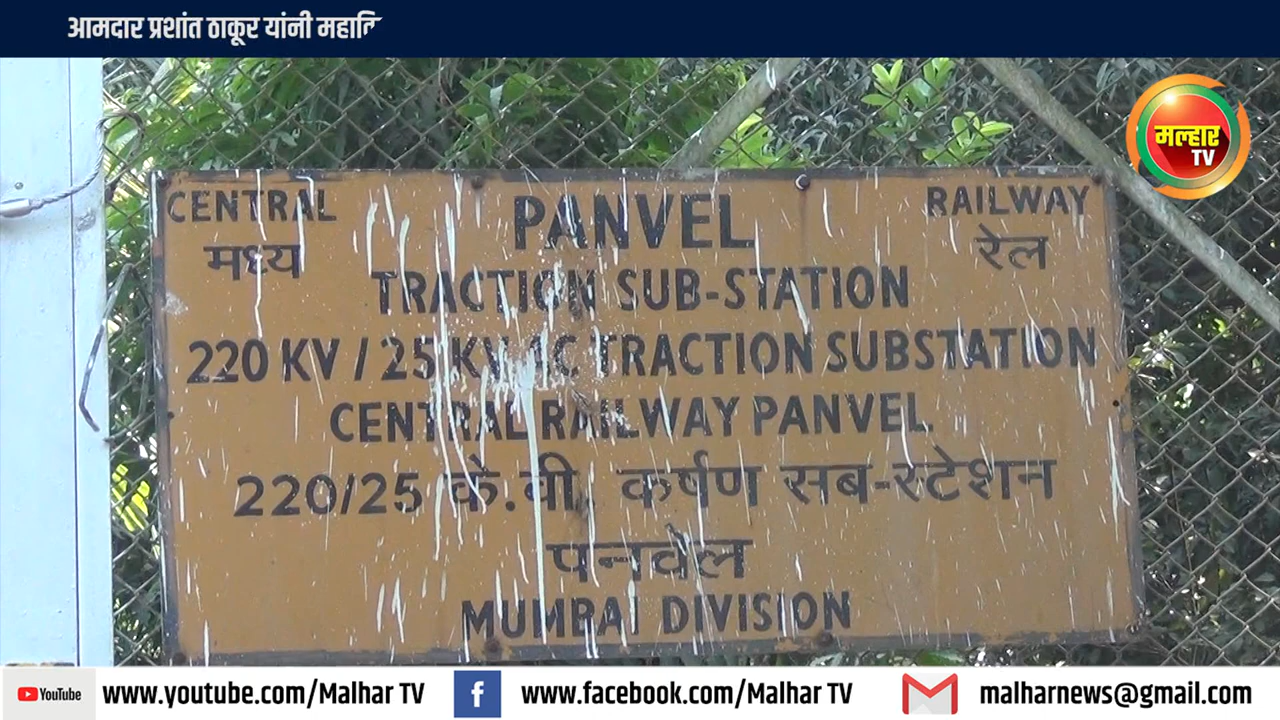 आमदार प्रशांत ठाकूर यांनी
मल्हार
TV
CENTRAL PANVEL RAILWAY
मध्य रेल
TRACTION SUB-STATION
220 KV / 25 KV AC TRACTION SUBSTATION
CENTRAL RAILWAY PANVEL.
220/25 के.वी. कर्षण सब-स्टेशन
पनवेल
MUMBAI DIVISION
YouTube www.youtube.com/Malhar TV f www.facebook.com/Malhar TV malharnews@gmail.com